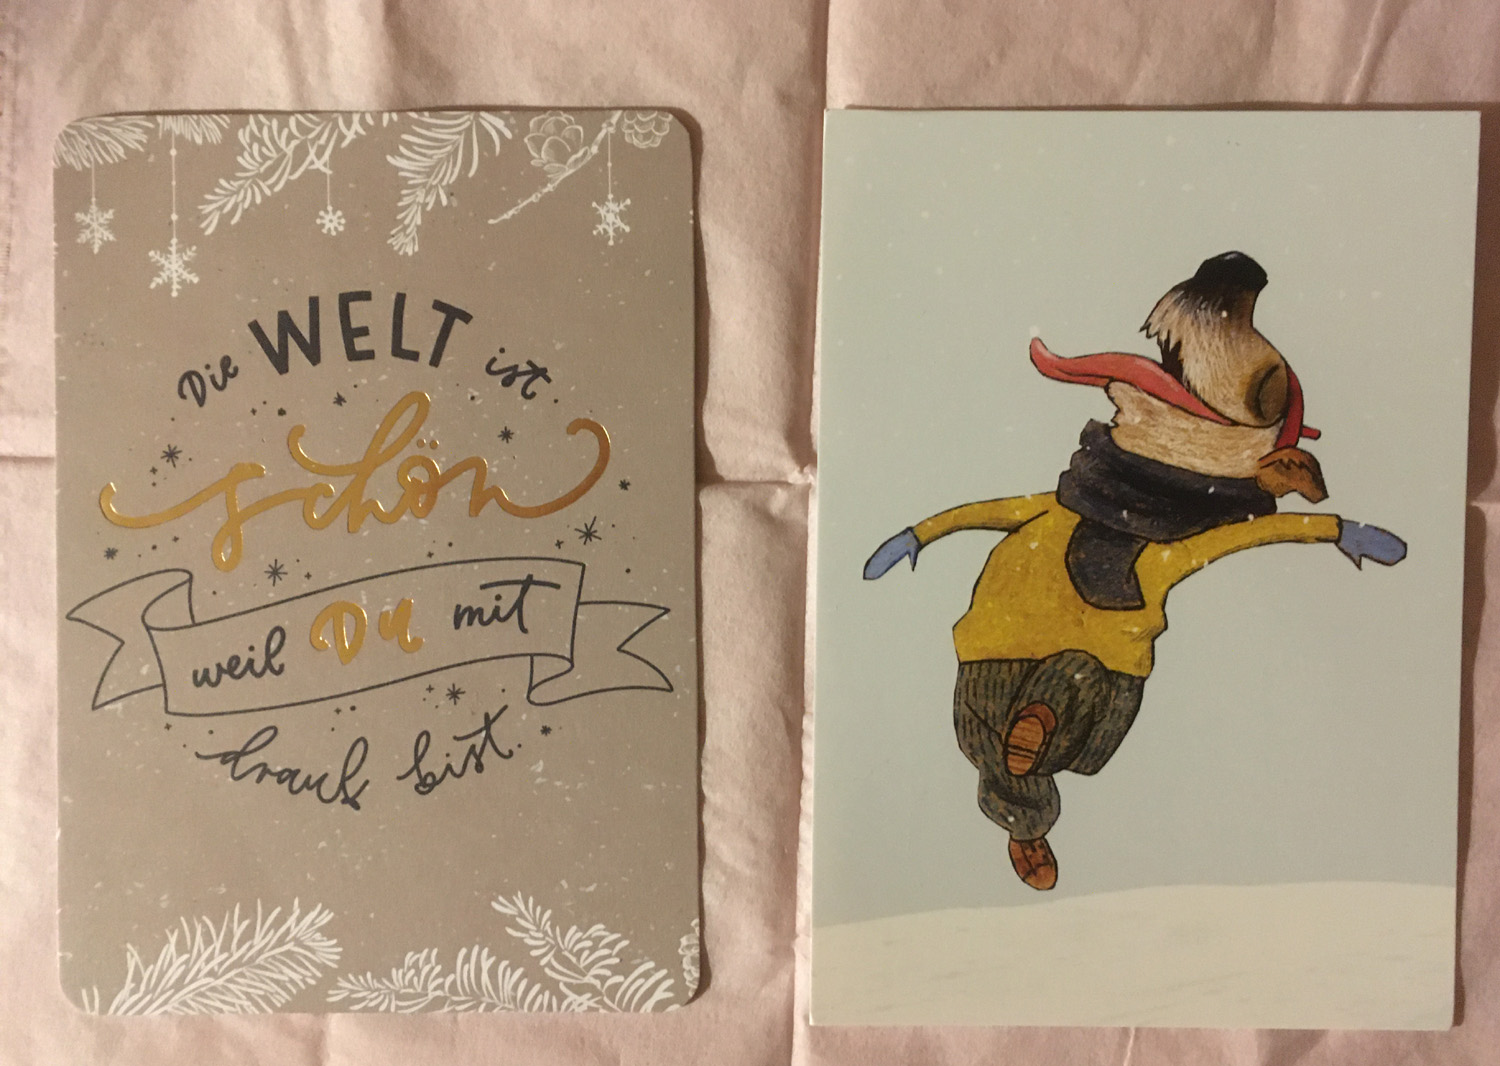 Die WELT ist
schön
weil Du mit
drauf bist.